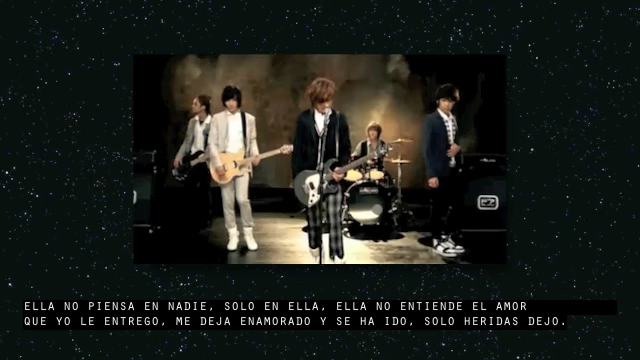 ELLA NO PIENSA EN NADIE, SOLO EN ELLA, ELLA NO ENTIENDE EL AMOR
QUE YO LE ENTREGO, ME DEJA ENAMORADO Y SE HA IDO, SOLO HERIDAS DEJO.